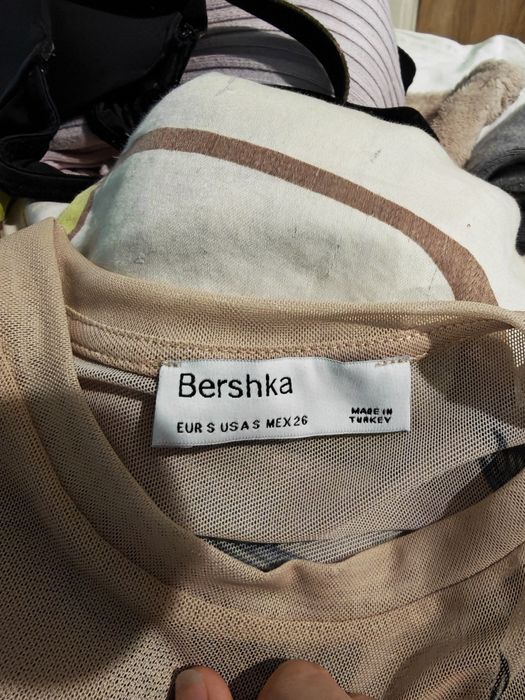 Bershka
EUR S USA S MEX 26
MADE IN
TURKEY